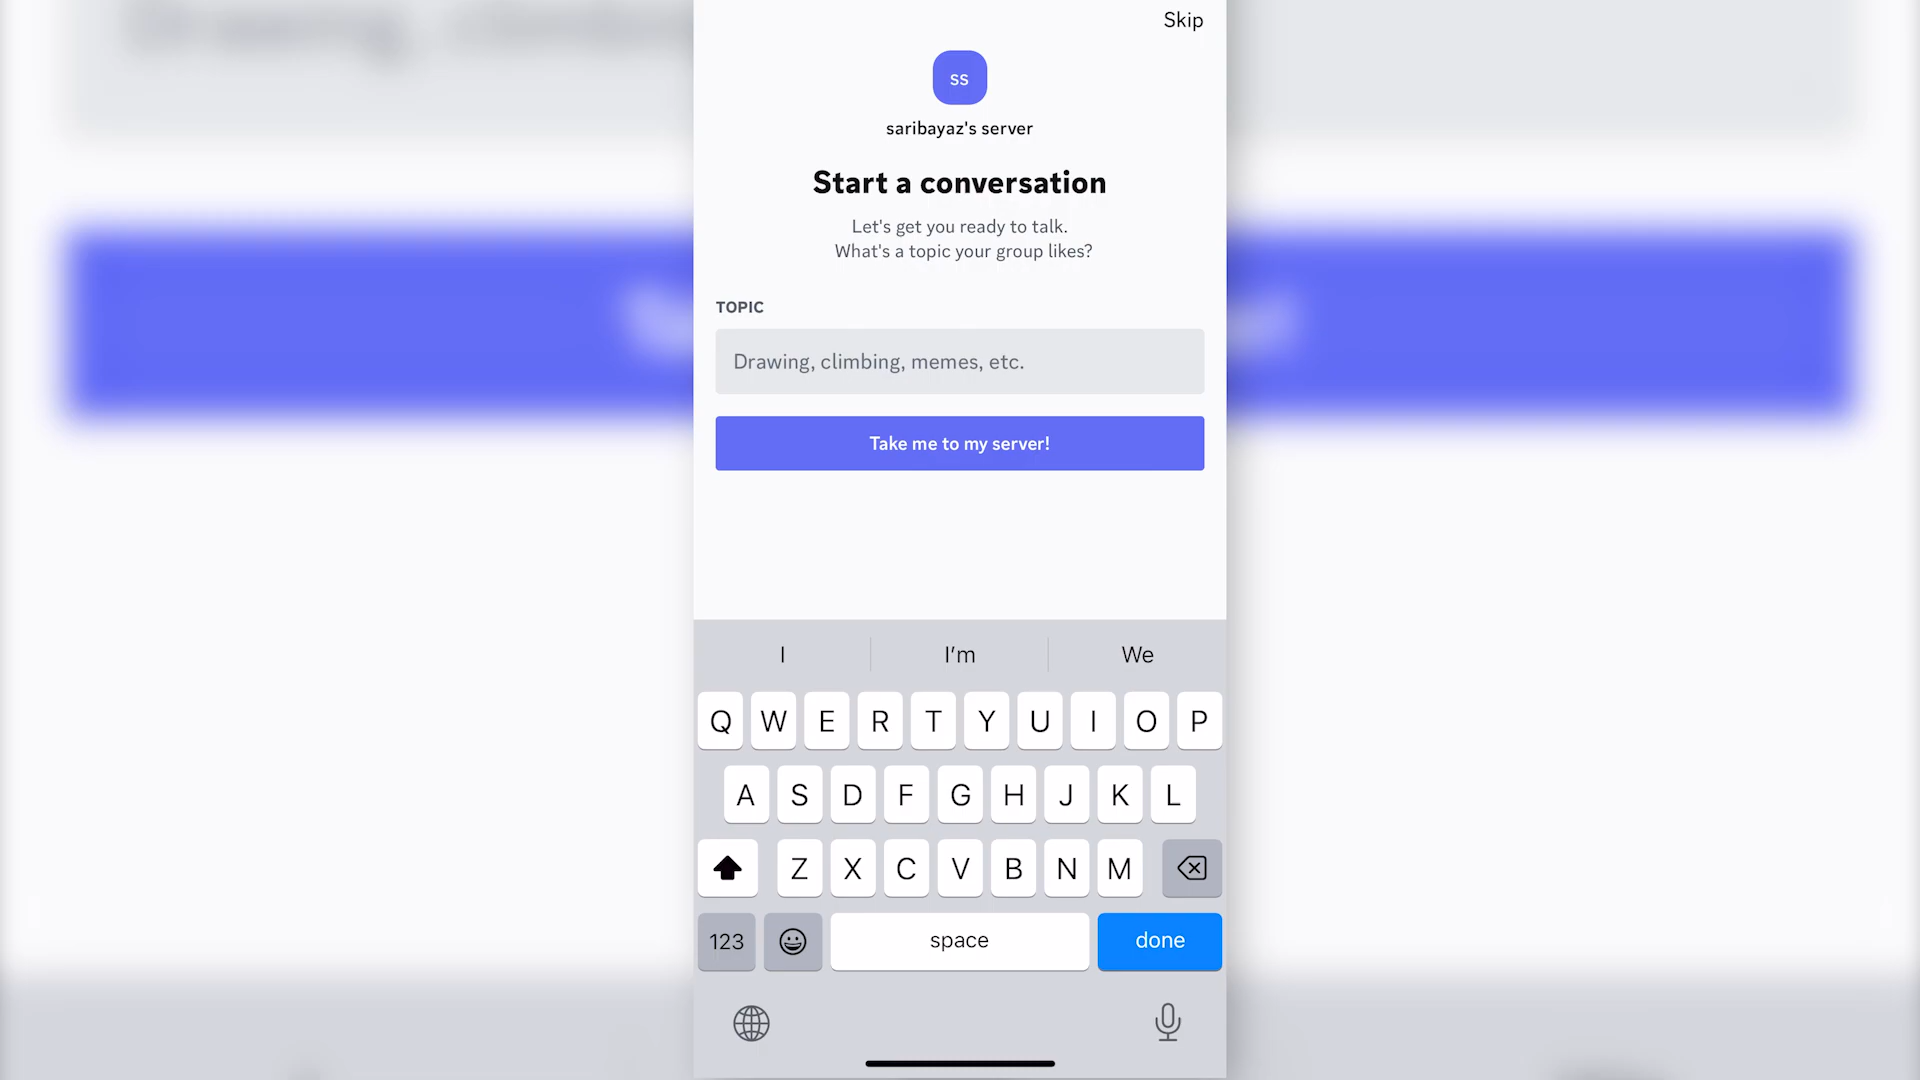 Skip
ss
saribayaz's server
Start a conversation
Let's get you ready to talk.
What's a topic your group likes?
TOPIC
Drawing, climbing, memes, etc.
Take me to my server!
I I'm We
Q W E R T Y U I O P
A S D F G H J K L
Z X C V B N M
123 space done